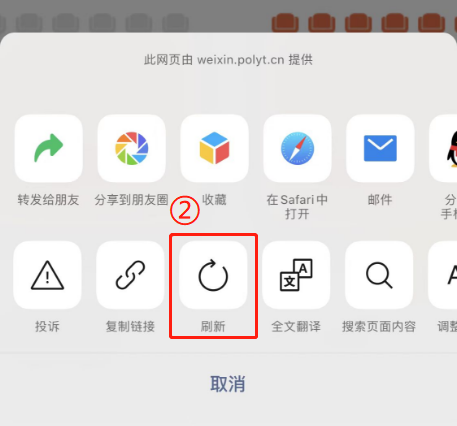 此网页由 weixin.polyt.cn 提供
转发给朋友
分享到朋友圈
收藏
在Safari中
打开
邮件
分
手机
②
投诉
复制链接
刷新
文
A
全文翻译
搜索页面内容
A
调整
取消